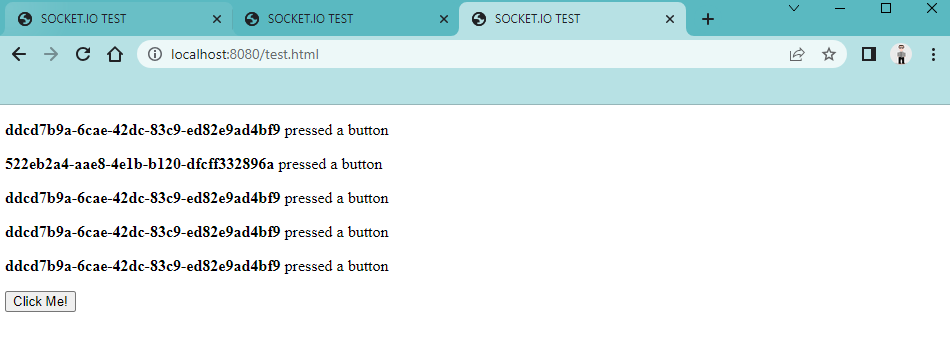 SOCKET.IO TEST
SOCKET.IO TEST
SOCKET.IO TEST
localhost:8080/test.html
ddcd7b9a-6cae-42dc-83c9-ed82e9ad4bf9 pressed a button
522eb2a4-aae8-4e1b-b120-dfcff332896a pressed a button
ddcd7b9a-6cae-42dc-83c9-ed82e9ad4bf9 pressed a button
ddcd7b9a-6cae-42dc-83c9-ed82e9ad4bf9 pressed a button
ddcd7b9a-6cae-42dc-83c9-ed82e9ad4bf9 pressed a button
Click Me!